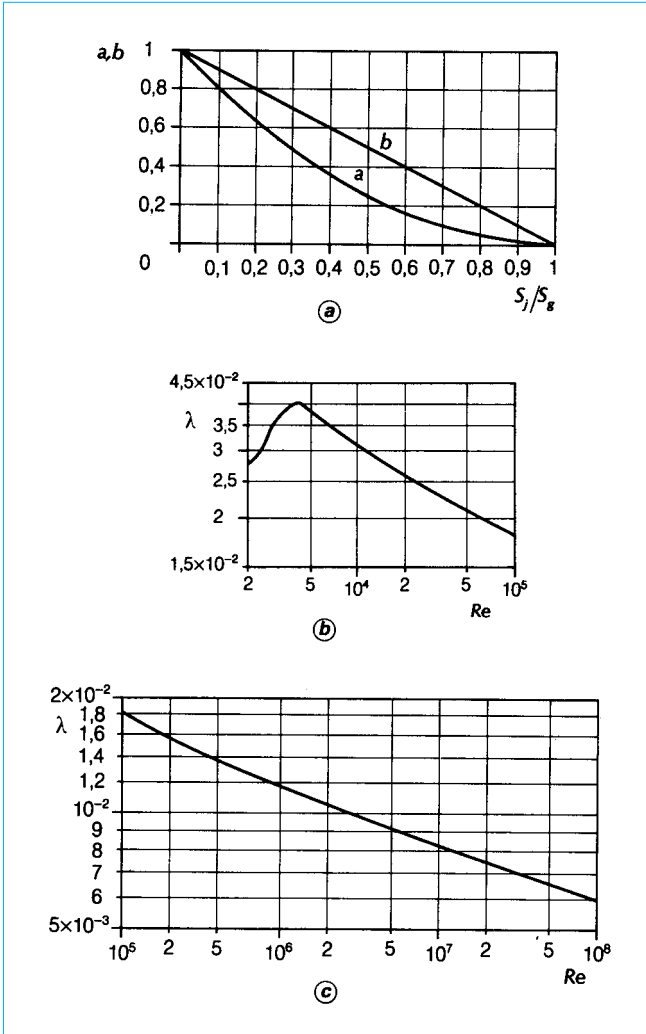 a,b 1
0,8
0,6
0,4
0,2
0
b
a
0,1 0,2 0,3 0,4 0,5 0,6 0,7 0,8 0,9 1
Sj/Sg
a
4,5×10⁻²
λ 3,5
3
2,5
2
1,5×10⁻²
2 5 10⁴ 2 5 10⁵
Re
b
2×10⁻²
λ 1,8
1,6
1,4
1,2
10⁻²
9
8
7
6
5×10⁻³
10⁵ 2 5 10⁶ 2 5 10⁷ 2 5 10⁸
Re
c